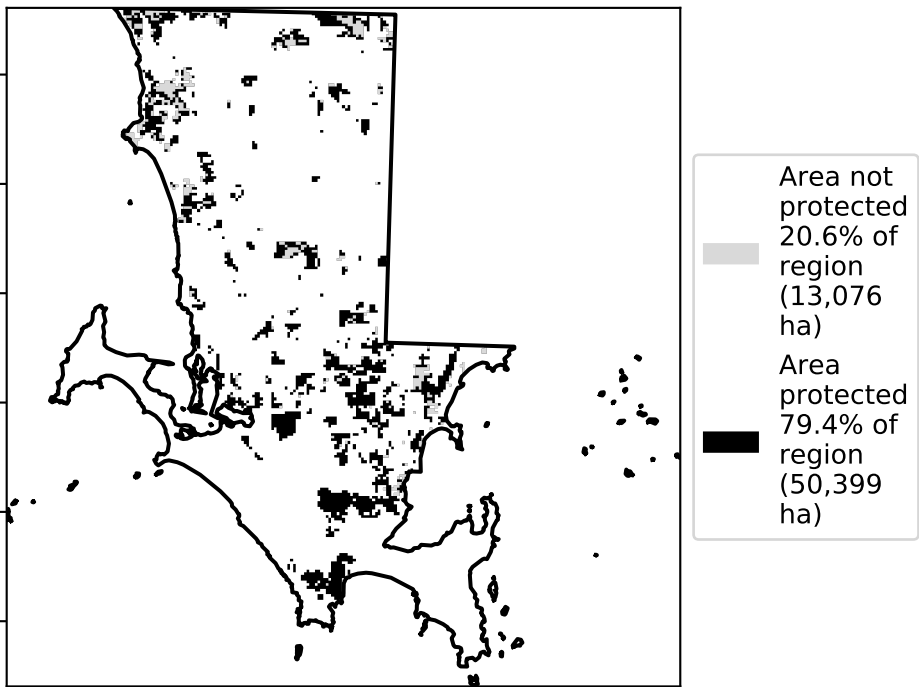 Area not
protected
20.6% of
region
(13,076
ha)
Area
protected
79.4% of
region
(50,399
ha)